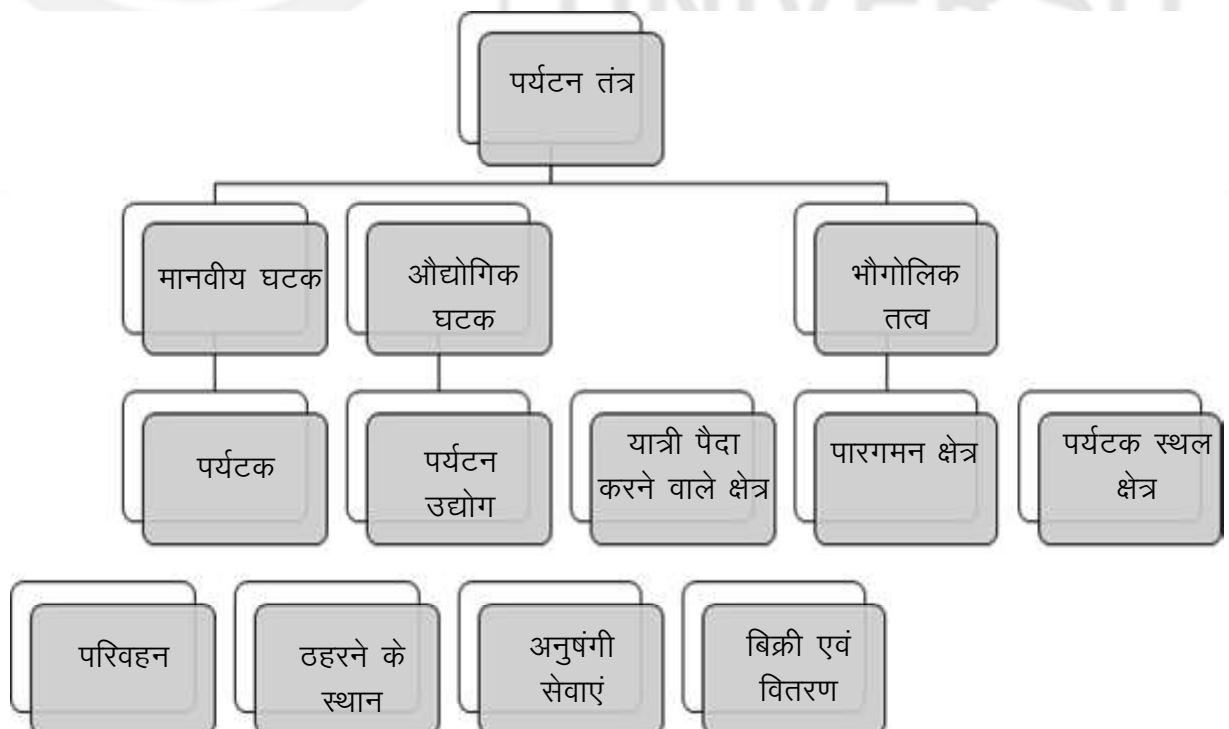 पर्यटन तंत्र
मानवीय घटक
औद्योगिक
घटक
भौगोलिक
तत्व
पर्यटक
पर्यटन
उद्योग
यात्री पैदा
करने वाले क्षेत्र
पारगमन क्षेत्र
पर्यटक स्थल
क्षेत्र
परिवहन
ठहरने के
स्थान
अनुषंगी
सेवाएं
बिक्री एवं
वितरण